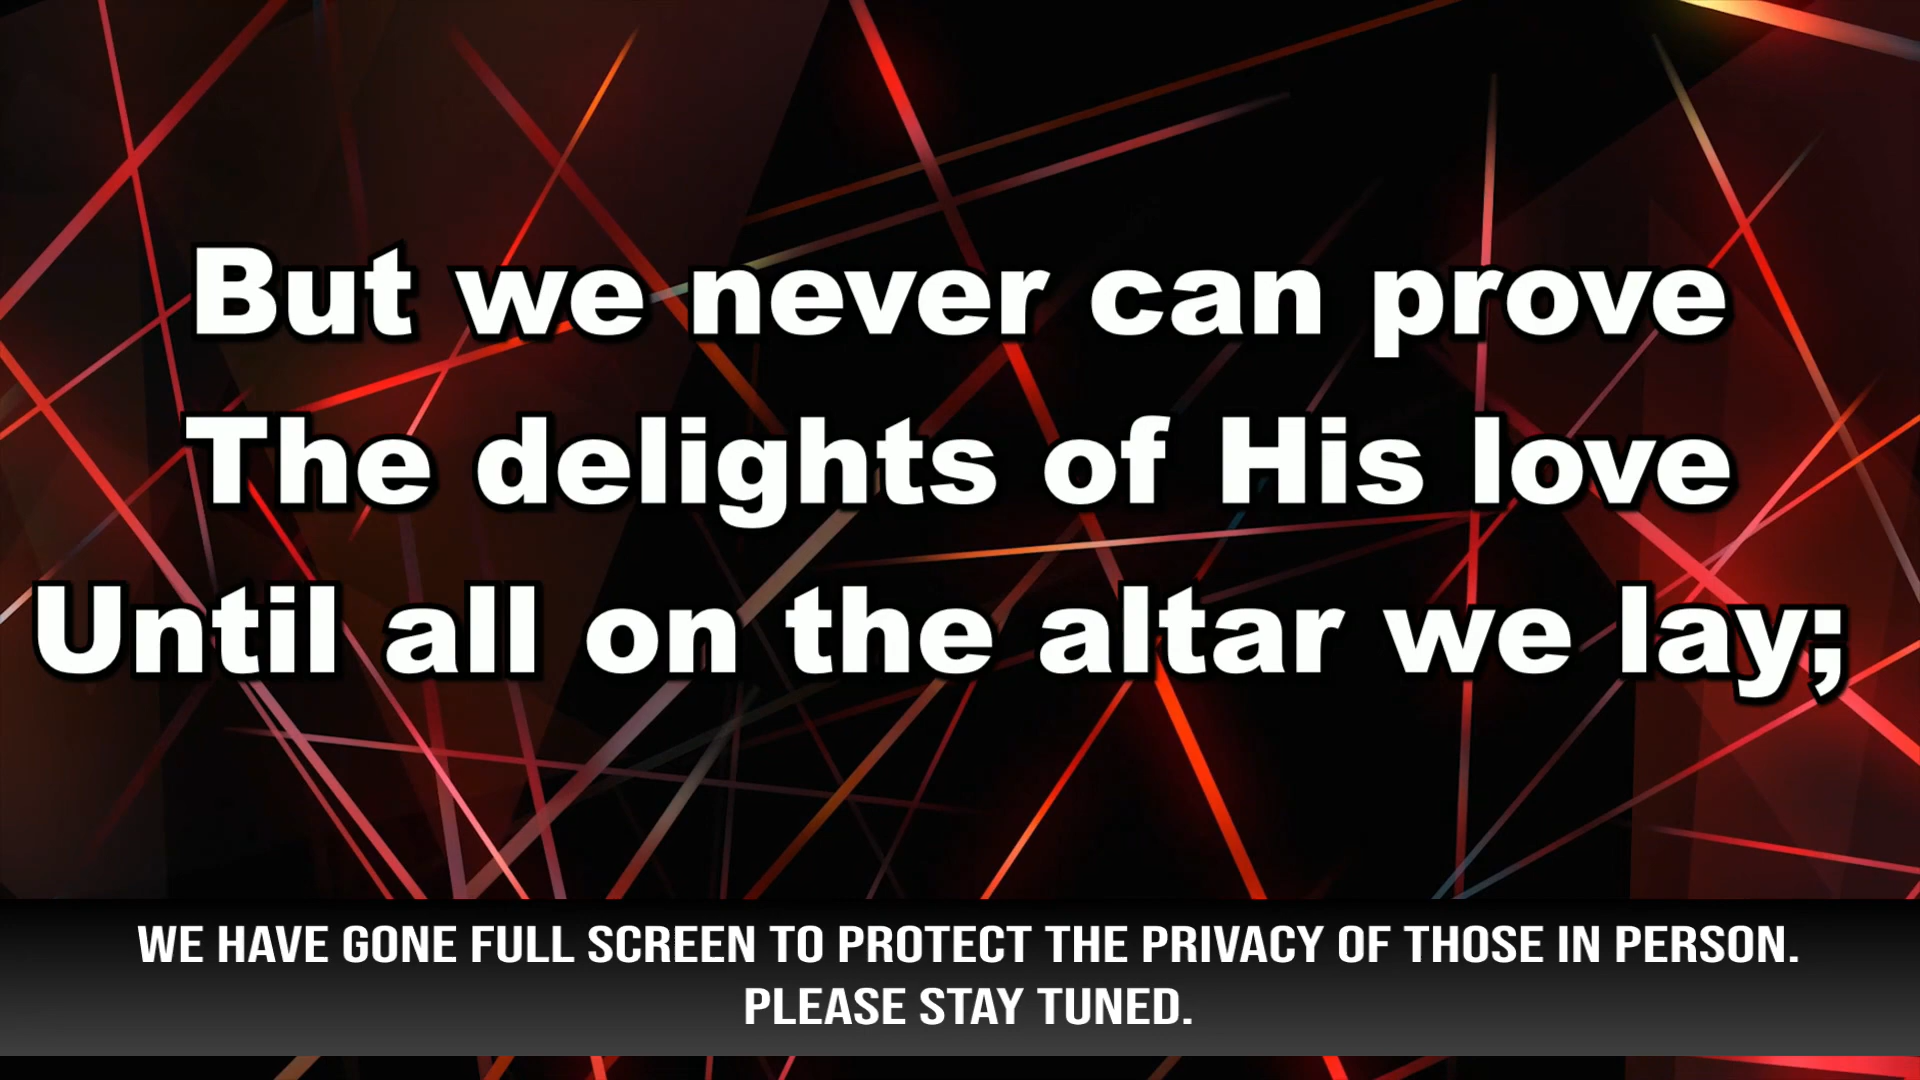 But we never can prove
The delights of His love
Until all on the altar we lay;
WE HAVE GONE FULL SCREEN TO PROTECT THE PRIVACY OF THOSE IN PERSON.
PLEASE STAY TUNED.